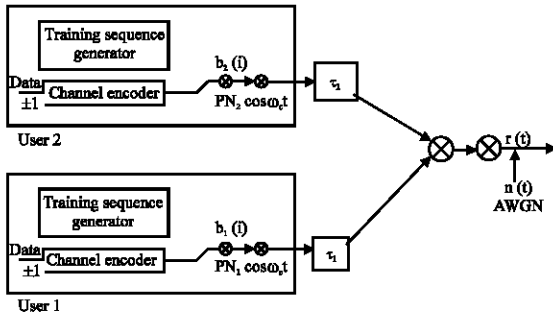 Training sequence
generator
b₂ (i)
Data
±1
Channel encoder
PN₂ cosω꜀t
User 2
τ₂
r (t)
n (t)
AWGN
Training sequence
generator
b₁ (i)
Data
±1
Channel encoder
PN₁ cosω꜀t
User 1
τ₁